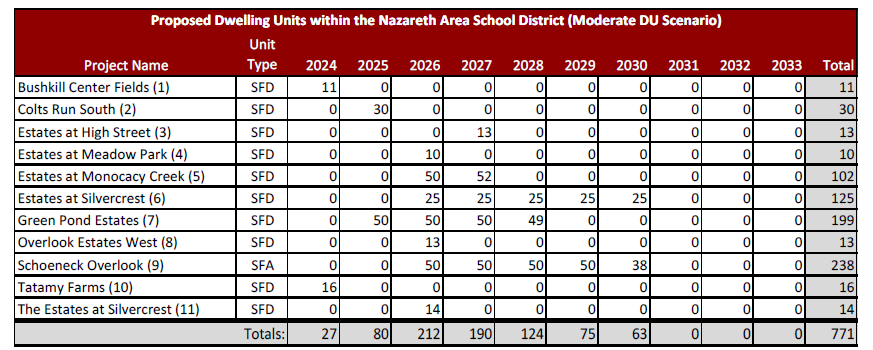 Proposed Dwelling Units within the Nazareth Area School District (Moderate DU Scenario)
Project Name Unit Type 2024 2025 2026 2027 2028 2029 2030 2031 2032 2033 Total
Bushkill Center Fields (1) SFD 11 0 0 0 0 0 0 0 0 0 11
Colts Run South (2) SFD 0 30 0 0 0 0 0 0 0 0 30
Estates at High Street (3) SFD 0 0 0 13 0 0 0 0 0 0 13
Estates at Meadow Park (4) SFD 0 0 10 0 0 0 0 0 0 0 10
Estates at Monocacy Creek (5) SFD 0 0 50 52 0 0 0 0 0 0 102
Estates at Silvercrest (6) SFD 0 0 25 25 25 25 25 0 0 0 125
Green Pond Estates (7) SFD 0 50 50 50 49 0 0 0 0 0 199
Overlook Estates West (8) SFD 0 0 13 0 0 0 0 0 0 0 13
Schoeneck Overlook (9) SFA 0 0 50 50 50 50 38 0 0 0 238
Tatamy Farms (10) SFD 16 0 0 0 0 0 0 0 0 0 16
The Estates at Silvercrest (11) SFD 0 0 14 0 0 0 0 0 0 0 14
Totals: 27 80 212 190 124 75 63 0 0 0 771